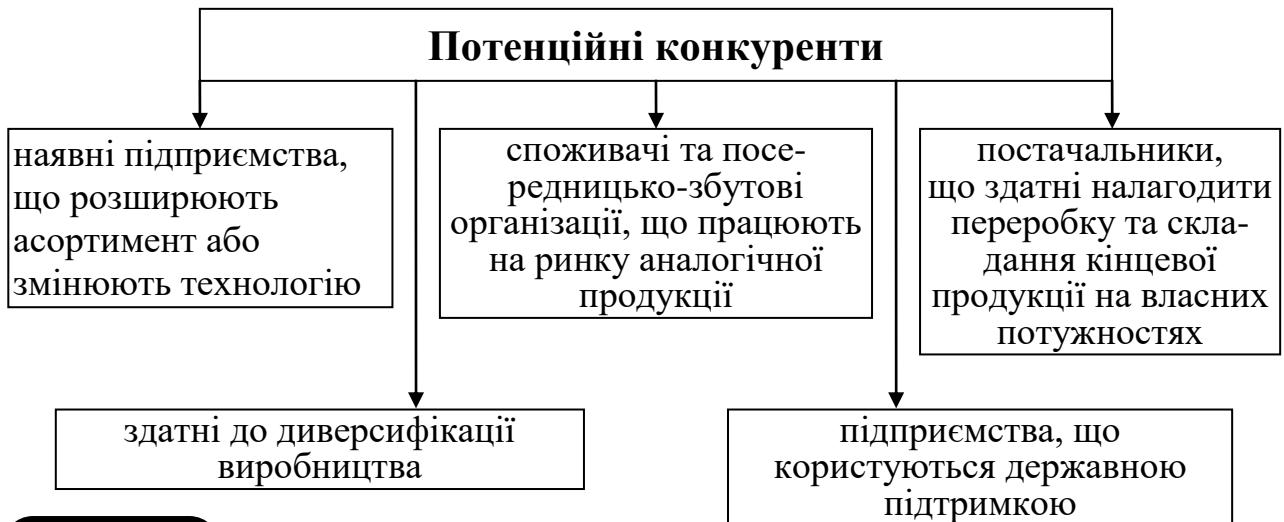 Потенційні конкуренти
наявні підприємства,
що розширюють
асортимент або
змінюють технологію
споживачі та посе-
редницько-збутові
організації, що працюють
на ринку аналогічної
продукції
постачальники,
що здатні налагодити
переробку та скла-
дання кінцевої
продукції на власних
потужностях
здатні до диверсифікації
виробництва
підприємства, що
користуються державною
підтримкою